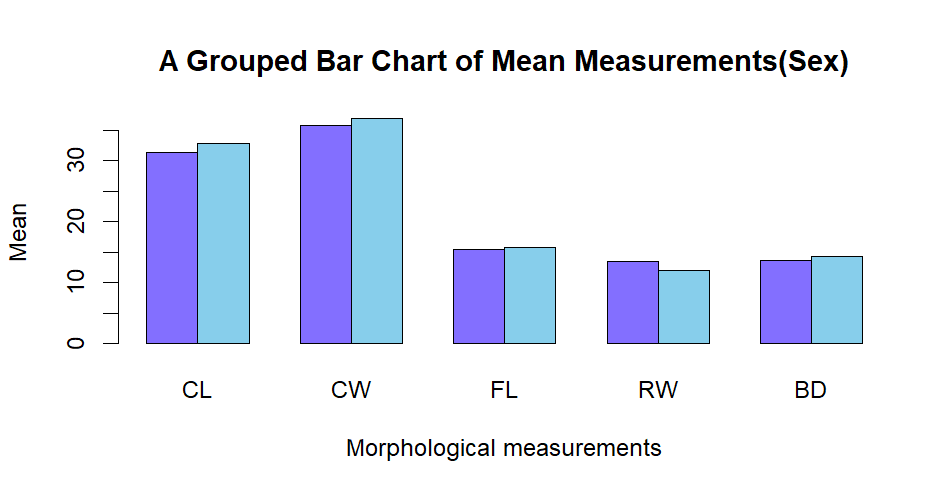 A Grouped Bar Chart of Mean Measurements(Sex)
Mean
30
20
10
0
CL CW FL RW BD
Morphological measurements